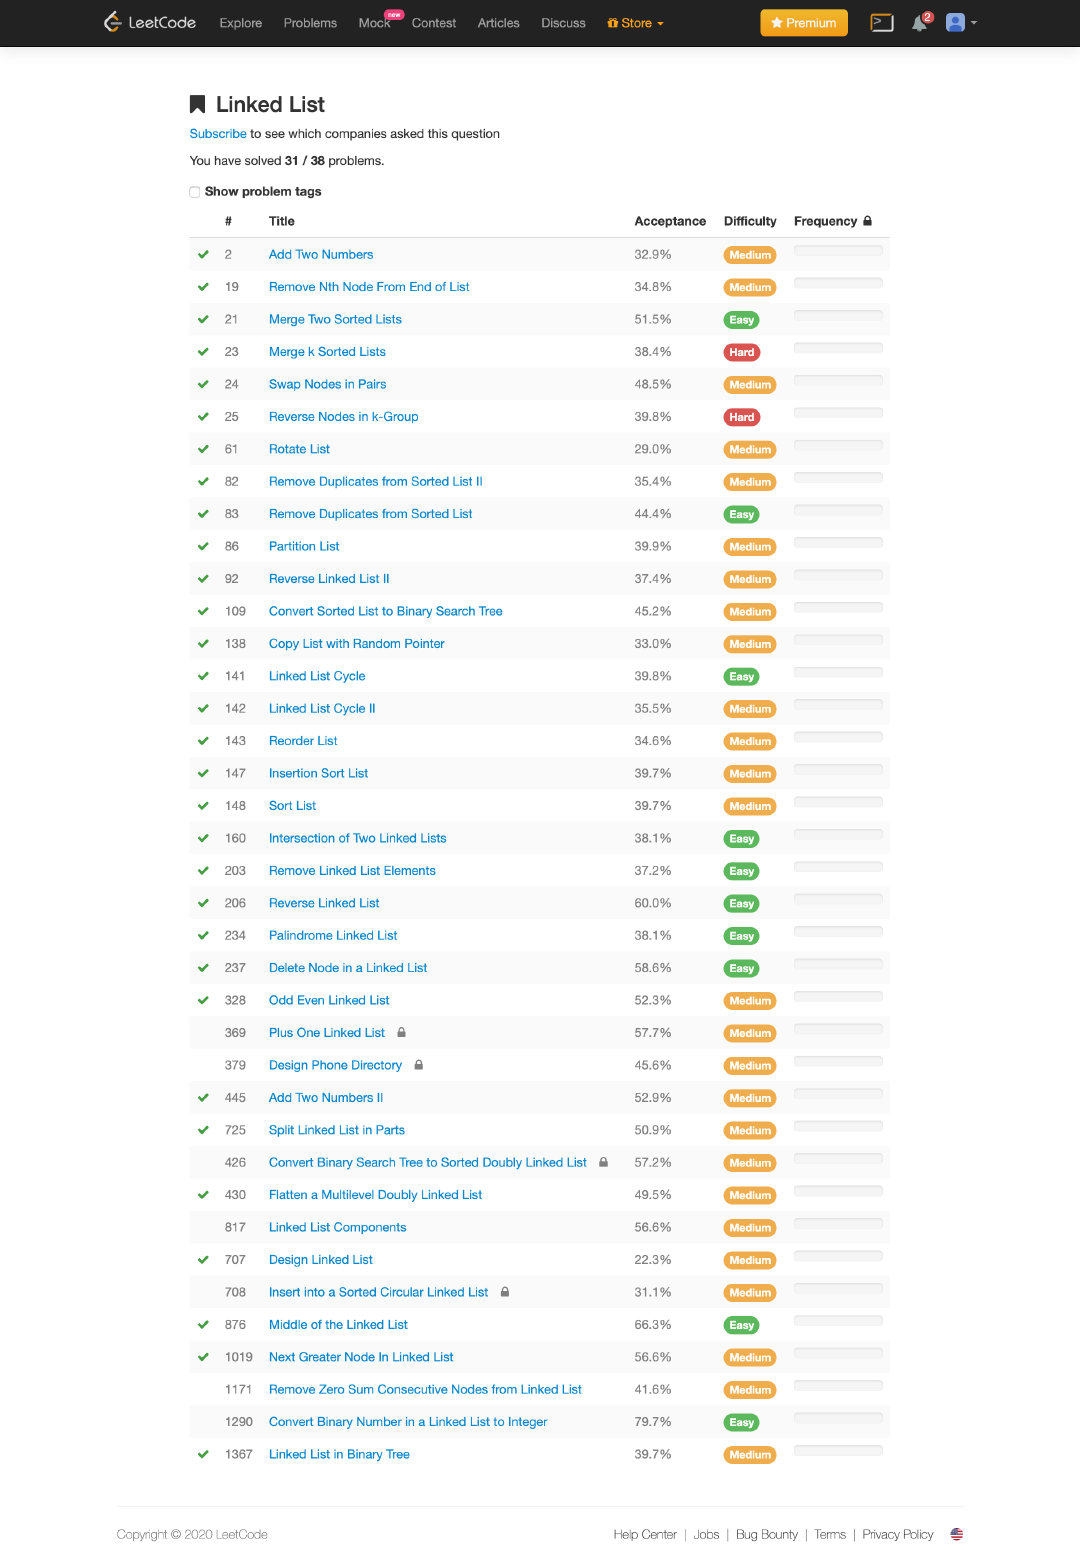 LeetCode Explore Problems Mock new Contest Articles Discuss Store Premium 2
Linked List
Subscribe to see which companies asked this question
You have solved 31 / 38 problems.
Show problem tags
# Title Acceptance Difficulty Frequency
2 Add Two Numbers 32.9% Medium
19 Remove Nth Node From End of List 34.8% Medium
21 Merge Two Sorted Lists 51.5% Easy
23 Merge k Sorted Lists 38.4% Hard
24 Swap Nodes in Pairs 48.5% Medium
25 Reverse Nodes in k-Group 39.8% Hard
61 Rotate List 29.0% Medium
82 Remove Duplicates from Sorted List II 35.4% Medium
83 Remove Duplicates from Sorted List 44.4% Easy
86 Partition List 39.9% Medium
92 Reverse Linked List II 37.4% Medium
109 Convert Sorted List to Binary Search Tree 45.2% Medium
138 Copy List with Random Pointer 33.0% Medium
141 Linked List Cycle 39.8% Easy
142 Linked List Cycle II 35.5% Medium
143 Reorder List 34.6% Medium
147 Insertion Sort List 39.7% Medium
148 Sort List 39.7% Medium
160 Intersection of Two Linked Lists 38.1% Easy
203 Remove Linked List Elements 37.2% Easy
206 Reverse Linked List 60.0% Easy
234 Palindrome Linked List 38.1% Easy
237 Delete Node in a Linked List 58.6% Easy
328 Odd Even Linked List 52.3% Medium
369 Plus One Linked List 57.7% Medium
379 Design Phone Directory 45.6% Medium
445 Add Two Numbers II 52.9% Medium
725 Split Linked List in Parts 50.9% Medium
426 Convert Binary Search Tree to Sorted Doubly Linked List 57.2% Medium
430 Flatten a Multilevel Doubly Linked List 49.5% Medium
817 Linked List Components 56.6% Medium
707 Design Linked List 22.3% Medium
708 Insert into a Sorted Circular Linked List 31.1% Medium
876 Middle of the Linked List 66.3% Easy
1019 Next Greater Node In Linked List 56.6% Medium
1171 Remove Zero Sum Consecutive Nodes from Linked List 41.6% Medium
1290 Convert Binary Number in a Linked List to Integer 79.7% Easy
1367 Linked List in Binary Tree 39.7% Medium
Copyright © 2020 LeetCode Help Center | Jobs | Bug Bounty | Terms | Privacy Policy